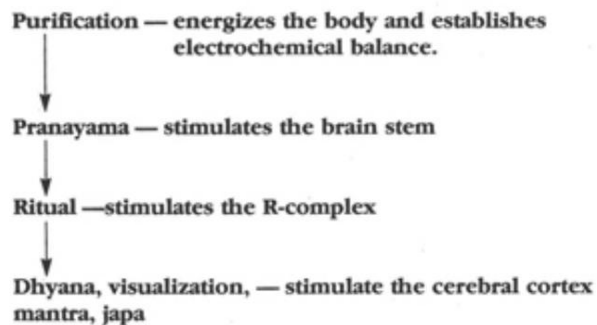 Purification — energizes the body and establishes
electrochemical balance.
Pranayama — stimulates the brain stem
Ritual —stimulates the R-complex
Dhyana, visualization, — stimulate the cerebral cortex
mantra, japa